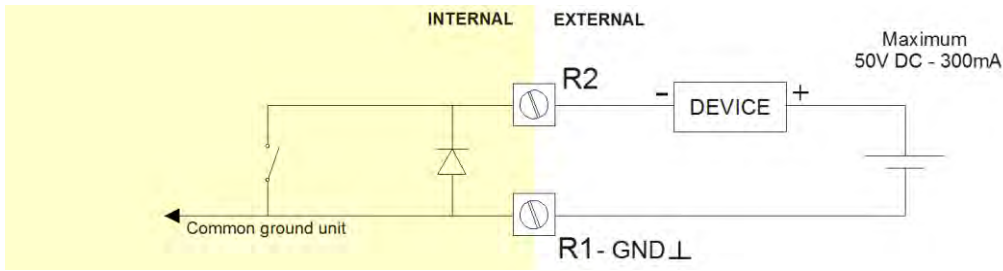 INTERNAL EXTERNAL
Maximum
50V DC - 300mA
R2
- DEVICE +
Common ground unit
R1- GND⊥